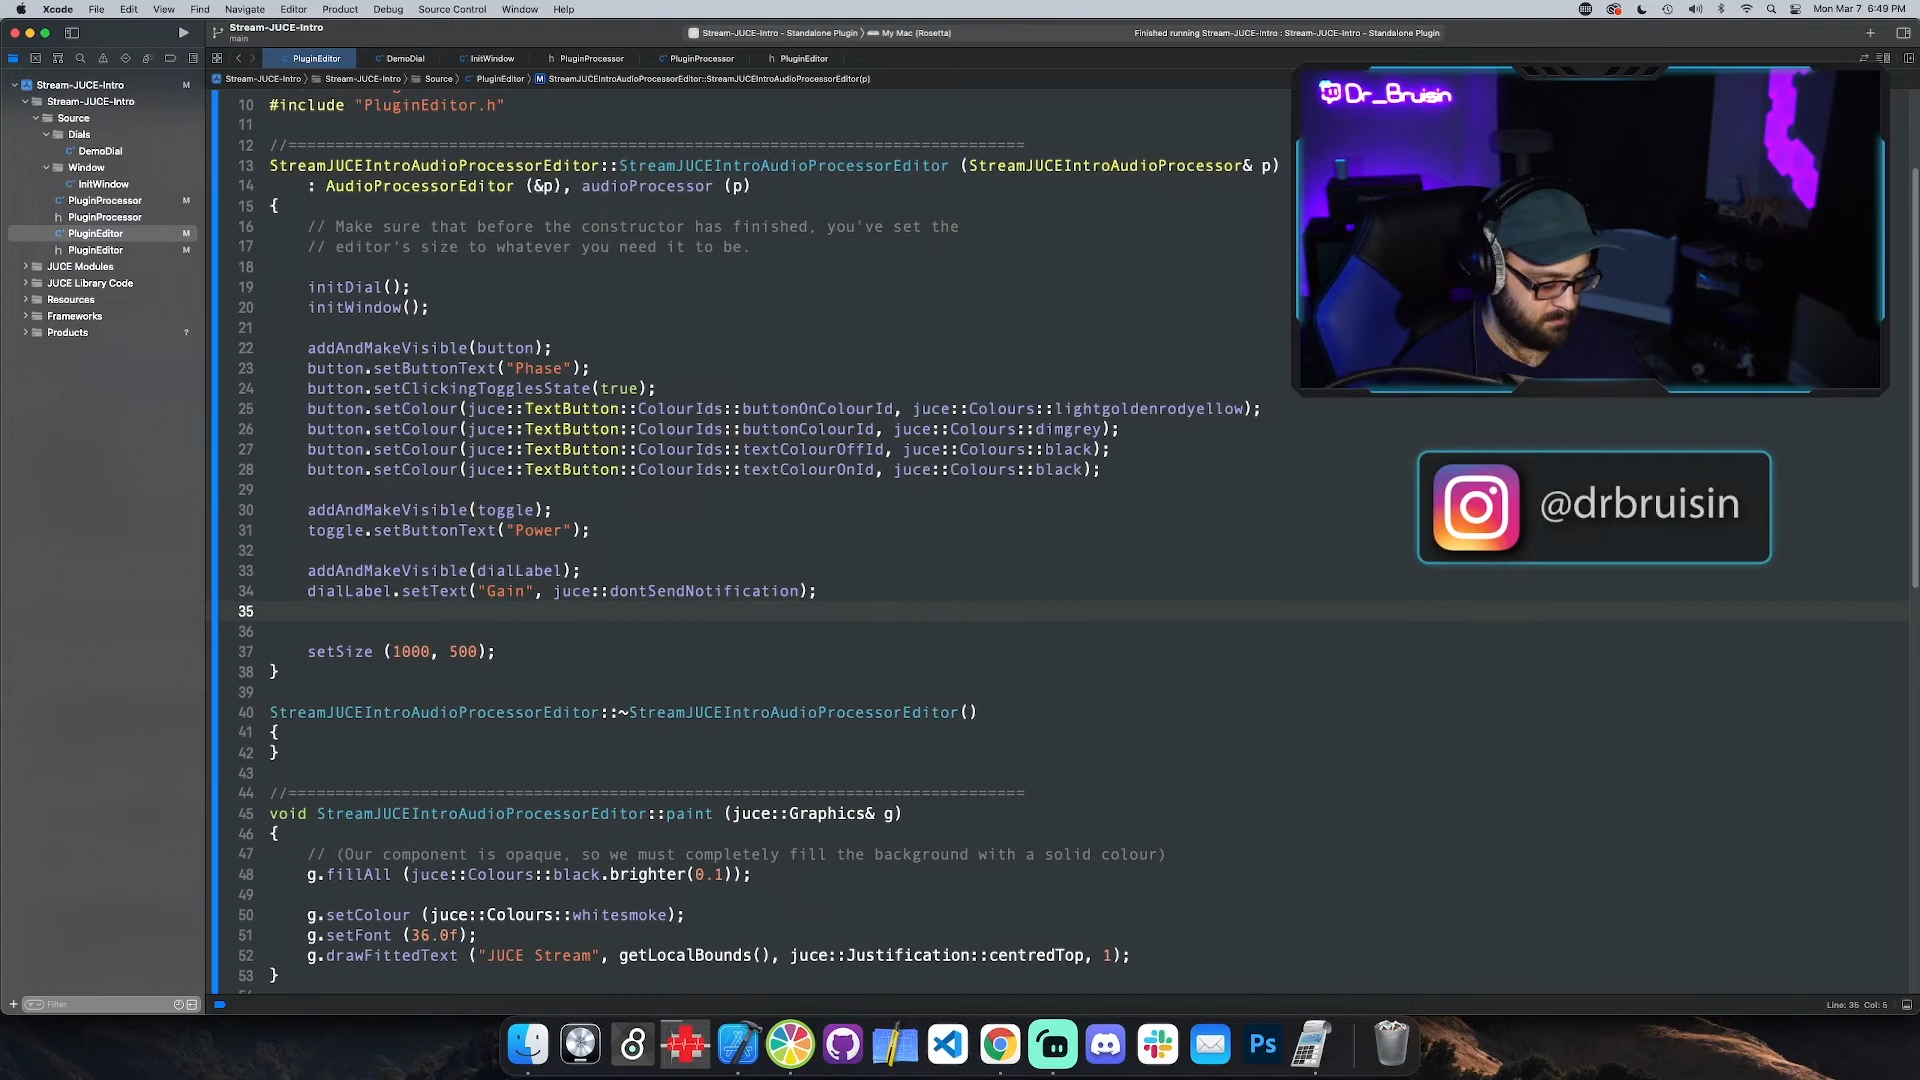 Xcode File Edit View Find Navigate Editor Product Debug Source Control Window Help Mon Mar 7 6:49 PM
Stream-JUCE-Intro
main
Stream-JUCE-Intro – Standalone Plugin 〉 My Mac (Rosetta)
Finished running Stream-JUCE-Intro : Stream-JUCE-Intro – Standalone Plugin
PluginEditor DemoDial InitWindow PluginProcessor PluginProcessor PluginEditor
Stream-JUCE-Intro 〉 Stream-JUCE-Intro 〉 Source 〉 PluginEditor 〉 StreamJUCEIntroAudioProcessorEditor::StreamJUCEIntroAudioProcessorEditor(p)
Stream-JUCE-Intro M
Stream-JUCE-Intro
Source
Dials
DemoDial
Window
InitWindow
PluginProcessor M
PluginProcessor
PluginEditor M
PluginEditor M
JUCE Modules
JUCE Library Code
Resources
Frameworks
Products ?
10 #include "PluginEditor.h"
11
12 //==============================================================================
13 StreamJUCEIntroAudioProcessorEditor::StreamJUCEIntroAudioProcessorEditor (StreamJUCEIntroAudioProcessor& p)
14 : AudioProcessorEditor (&p), audioProcessor (p)
15 {
16 // Make sure that before the constructor has finished, you've set the
17 // editor's size to whatever you need it to be.
18
19 initDial();
20 initWindow();
21
22 addAndMakeVisible(button);
23 button.setButtonText("Phase");
24 button.setClickingTogglesState(true);
25 button.setColour(juce::TextButton::ColourIds::buttonOnColourId, juce::Colours::lightgoldenrodyellow);
26 button.setColour(juce::TextButton::ColourIds::buttonColourId, juce::Colours::dimgrey);
27 button.setColour(juce::TextButton::ColourIds::textColourOffId, juce::Colours::black);
28 button.setColour(juce::TextButton::ColourIds::textColourOnId, juce::Colours::black);
29
30 addAndMakeVisible(toggle);
31 toggle.setButtonText("Power");
32
33 addAndMakeVisible(dialLabel);
34 dialLabel.setText("Gain", juce::dontSendNotification);
35
36
37 setSize (1000, 500);
38 }
39
40 StreamJUCEIntroAudioProcessorEditor::~StreamJUCEIntroAudioProcessorEditor()
41 {
42 }
43
44 //==============================================================================
45 void StreamJUCEIntroAudioProcessorEditor::paint (juce::Graphics& g)
46 {
47 // (Our component is opaque, so we must completely fill the background with a solid colour)
48 g.fillAll (juce::Colours::black.brighter(0.1));
49
50 g.setColour (juce::Colours::whitesmoke);
51 g.setFont (36.0f);
52 g.drawFittedText ("JUCE Stream", getLocalBounds(), juce::Justification::centredTop, 1);
53 }
Dr_Bruisin
@drbruisin
Filter
Line: 35 Col: 5
Ps